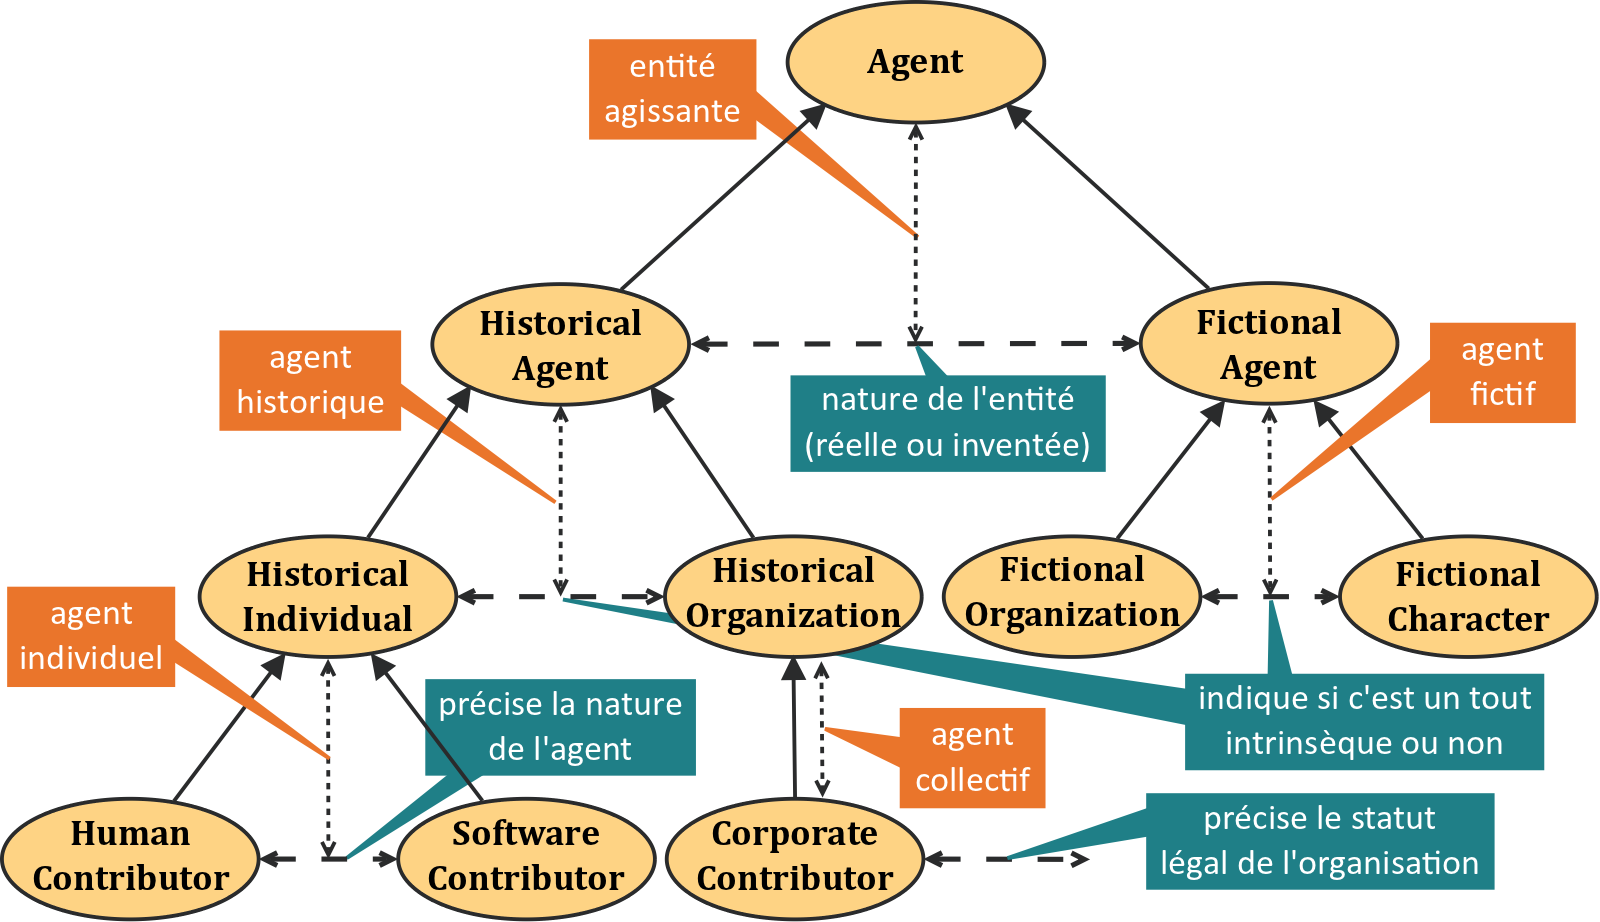 entité
agissante
Agent
Historical
Agent
Fictional
Agent
agent
historique
nature de l'entité
(réelle ou inventée)
agent
fictif
Historical
Individual
Historical
Organization
Fictional
Organization
Fictional
Character
agent
individuel
précise la nature
de l'agent
agent
collectif
indique si c'est un tout
intrinsèque ou non
Human
Contributor
Software
Contributor
Corporate
Contributor
précise le statut
légal de l'organisation